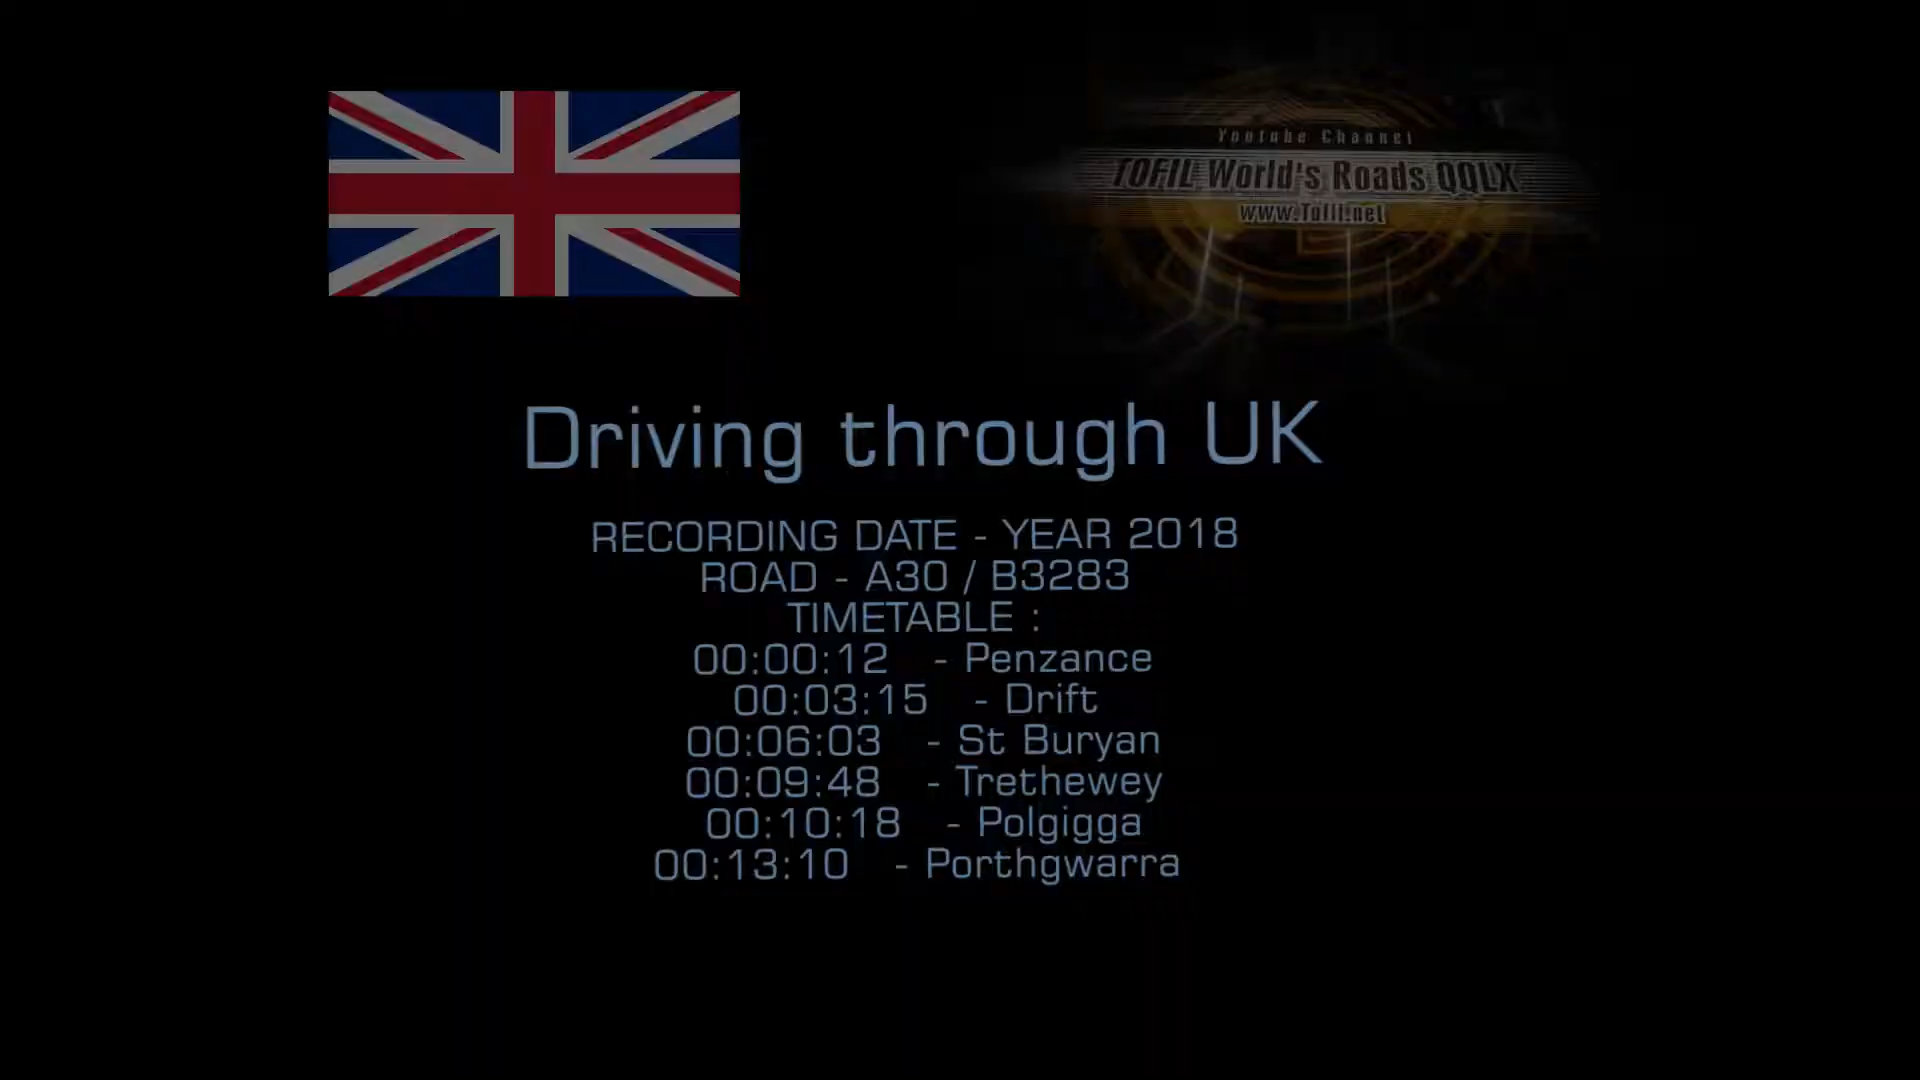 Youtube Channel
TOFIL World's Roads QQLX
www.Tofil.net
Driving through UK
RECORDING DATE - YEAR 2018
ROAD - A30 / B3283
TIMETABLE :
00:00:12 - Penzance
00:03:15 - Drift
00:06:03 - St Buryan
00:09:48 - Trethewey
00:10:18 - Polgigga
00:13:10 - Porthgwarra